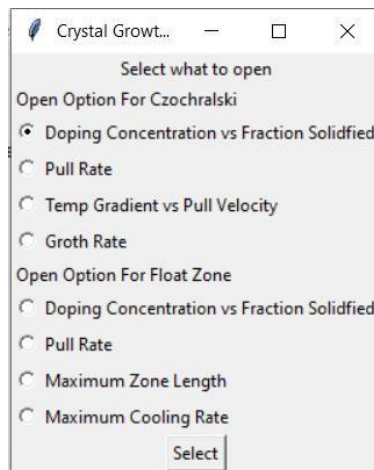 Crystal Growt...
Select what to open
Open Option For Czochralski
Doping Concentration vs Fraction Solidfied
Pull Rate
Temp Gradient vs Pull Velocity
Groth Rate
Open Option For Float Zone
Doping Concentration vs Fraction Solidfied
Pull Rate
Maximum Zone Length
Maximum Cooling Rate
Select